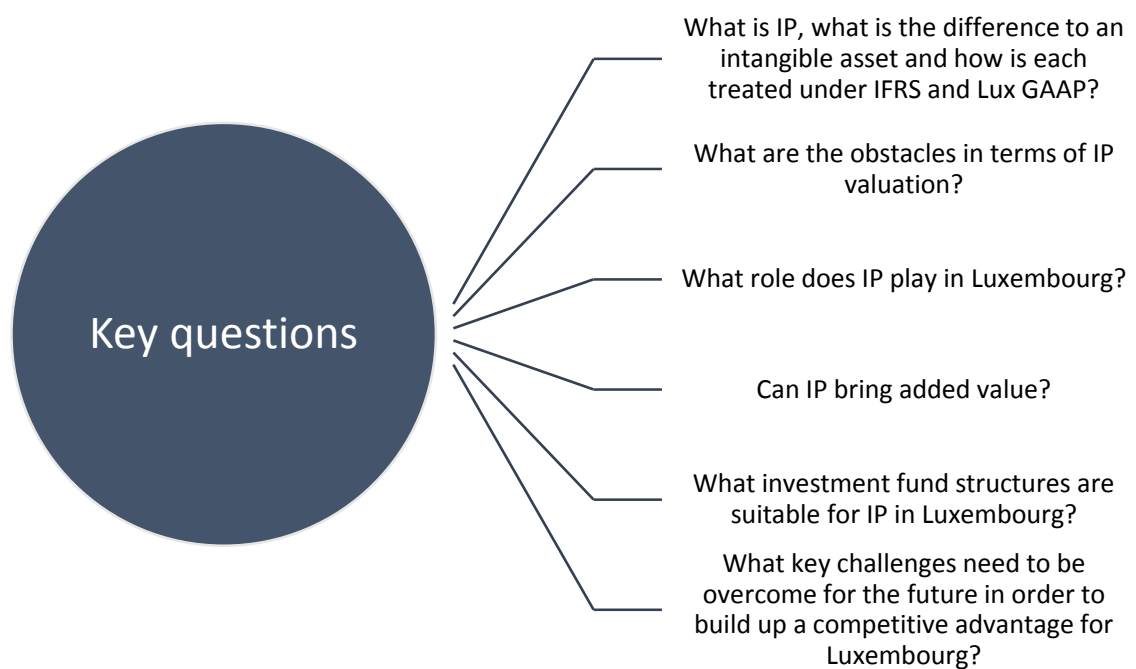 Key questions
What is IP, what is the difference to an
intangible asset and how is each
treated under IFRS and Lux GAAP?
What are the obstacles in terms of IP
valuation?
What role does IP play in Luxembourg?
Can IP bring added value?
What investment fund structures are
suitable for IP in Luxembourg?
What key challenges need to be
overcome for the future in order to
build up a competitive advantage for
Luxembourg?